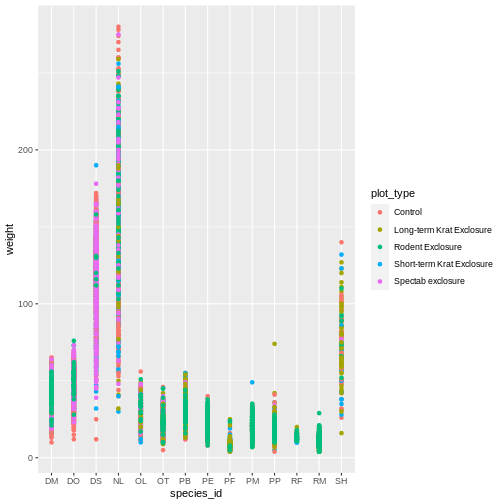 200
100
0
weight
DM DO DS NL OL OT PB PE PF PM PP RF RM SH
species_id
plot_type
Control
Long-term Krat Exclosure
Rodent Exclosure
Short-term Krat Exclosure
Spectab exclosure